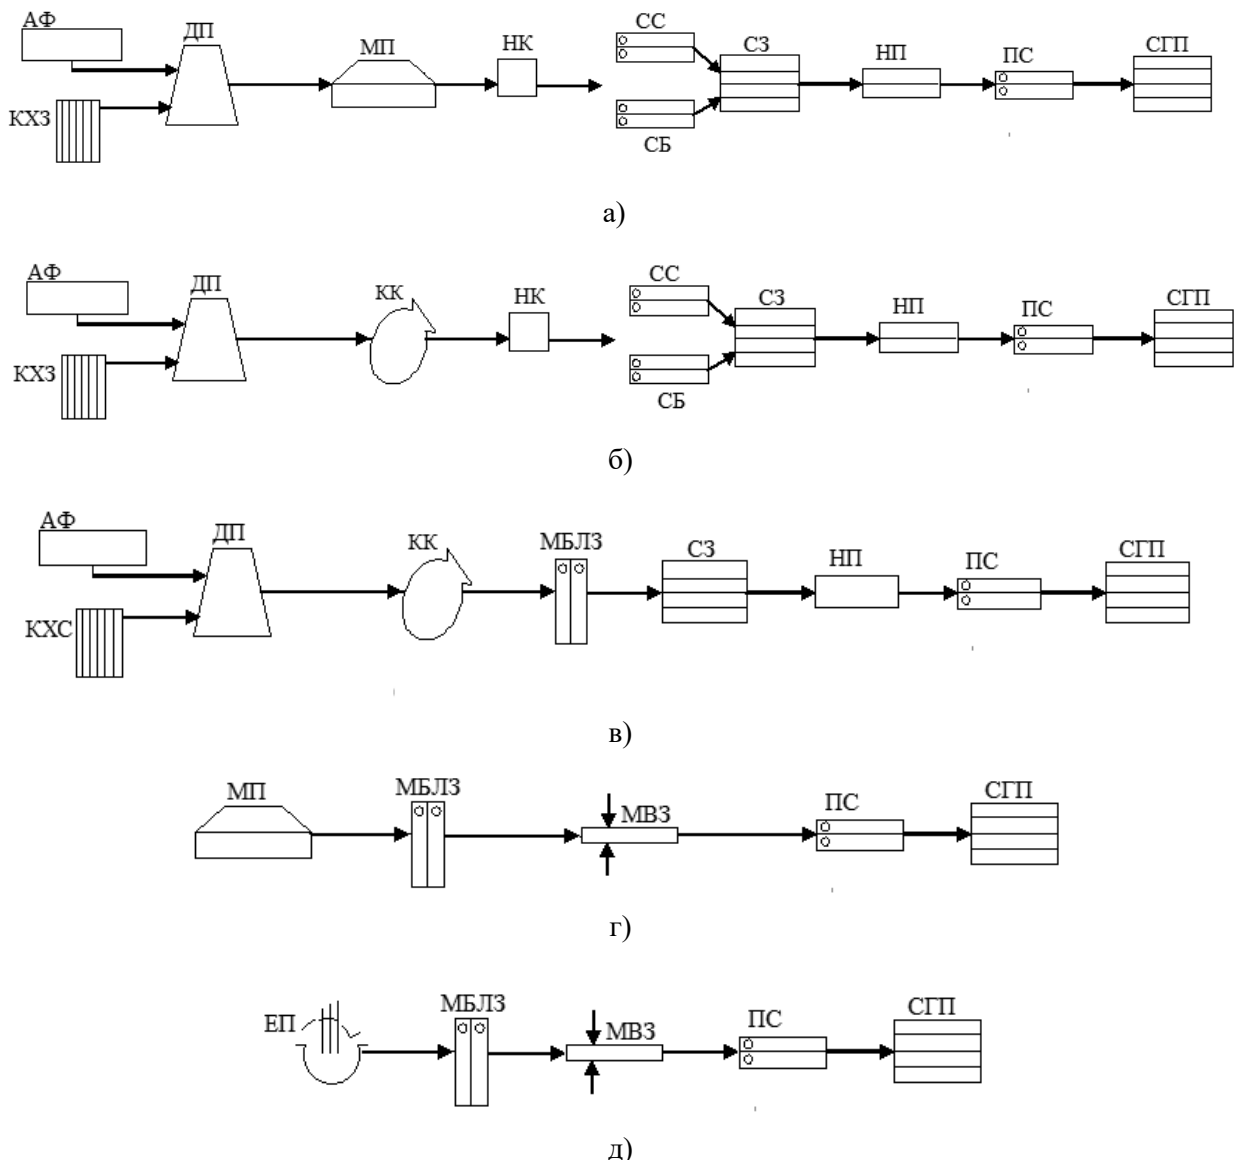 АФ ДП МП НК СС СЗ НП ПС СГП
КХЗ СБ
а)
АФ ДП КК НК СС СЗ НП ПС СГП
КХЗ СБ
б)
АФ ДП КК МБЛЗ СЗ НП ПС СГП
КХС
в)
МП МБЛЗ МВЗ ПС СГП
г)
ЕП МБЛЗ МВЗ ПС СГП
д)